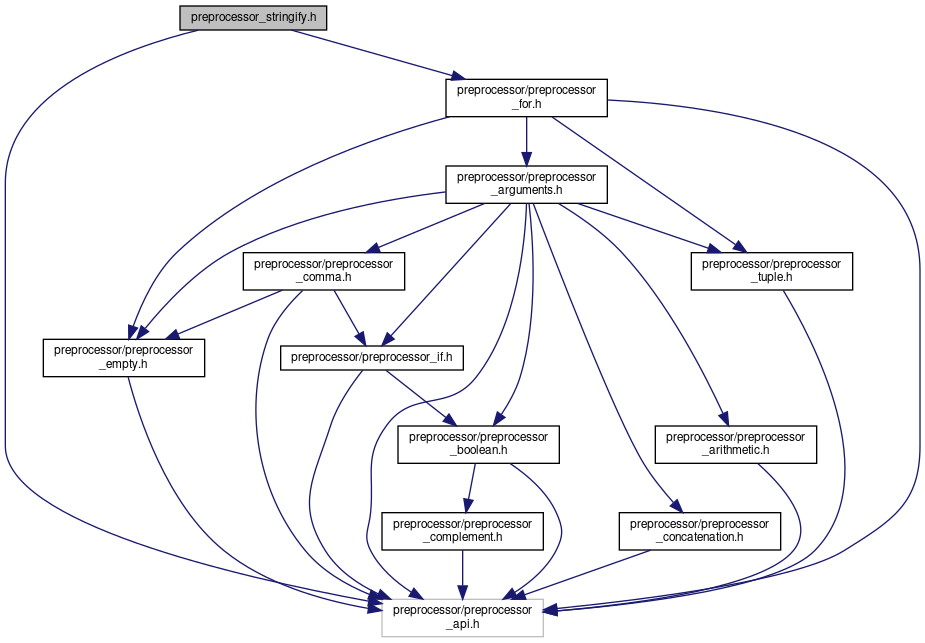 preprocessor_stringify.h
preprocessor/preprocessor
_for.h
preprocessor/preprocessor
_arguments.h
preprocessor/preprocessor
_comma.h
preprocessor/preprocessor
_tuple.h
preprocessor/preprocessor
_empty.h
preprocessor/preprocessor_if.h
preprocessor/preprocessor
_boolean.h
preprocessor/preprocessor
_arithmetic.h
preprocessor/preprocessor
_complement.h
preprocessor/preprocessor
_concatenation.h
preprocessor/preprocessor
_api.h